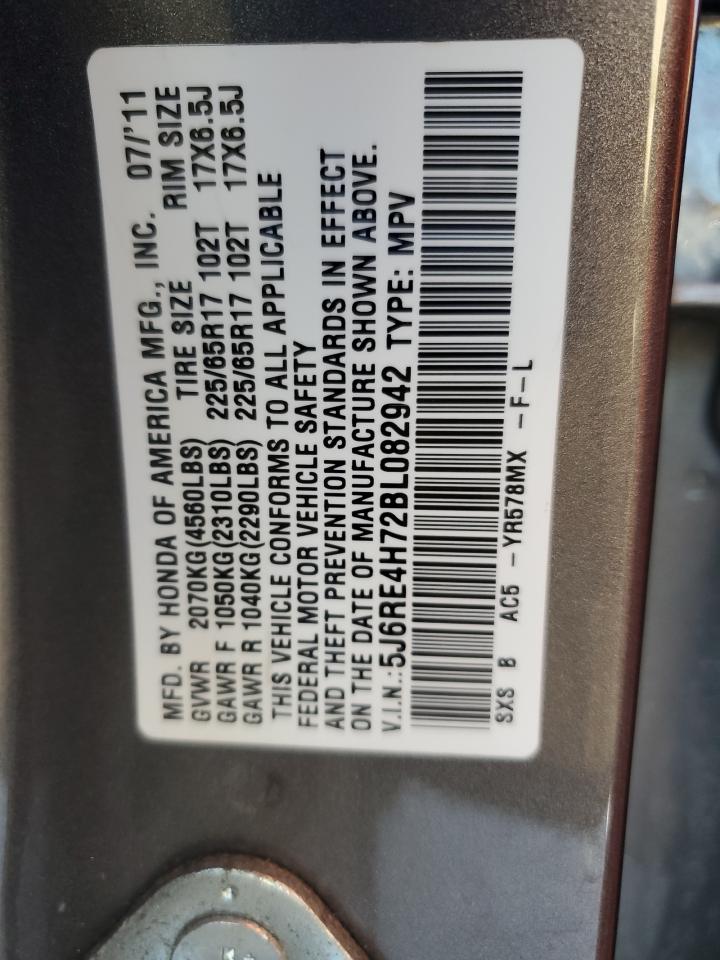 MFD. BY HONDA OF AMERICA MFG., INC. 07/'11
GVWR 2070KG(4560LBS) TIRE SIZE RIM SIZE
GAWR F 1050KG(2310LBS) 225/65R17 102T 17X6.5J
GAWR R 1040KG(2290LBS) 225/65R17 102T 17X6.5J
THIS VEHICLE CONFORMS TO ALL APPLICABLE
FEDERAL MOTOR VEHICLE SAFETY
AND THEFT PREVENTION STANDARDS IN EFFECT
ON THE DATE OF MANUFACTURE SHOWN ABOVE.
V.I.N.:5J6RE4H72BL082942 TYPE: MPV
SXS B AC5 -YR578MX -F-L